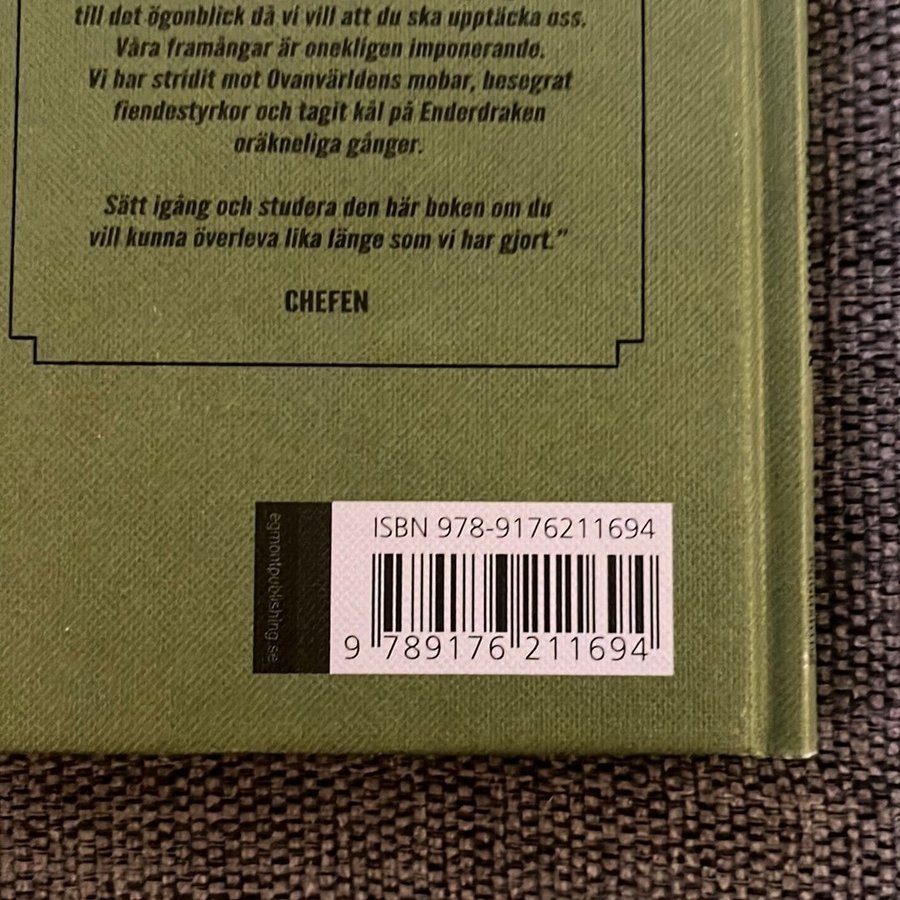 till det ögonblick då vi vill att du ska upptäcka oss.
Våra framångar är onekligen imponerande.
Vi har stridit mot Ovanvärldens mobar, besegrat
fiendestyrkor och tagit kål på Enderdraken
oräkneliga gånger.
Sätt igång och studera den här boken om du
vill kunna överleva lika länge som vi har gjort.”
CHEFEN
egmontpublishing.se
ISBN 978-9176211694
9 789176 211694